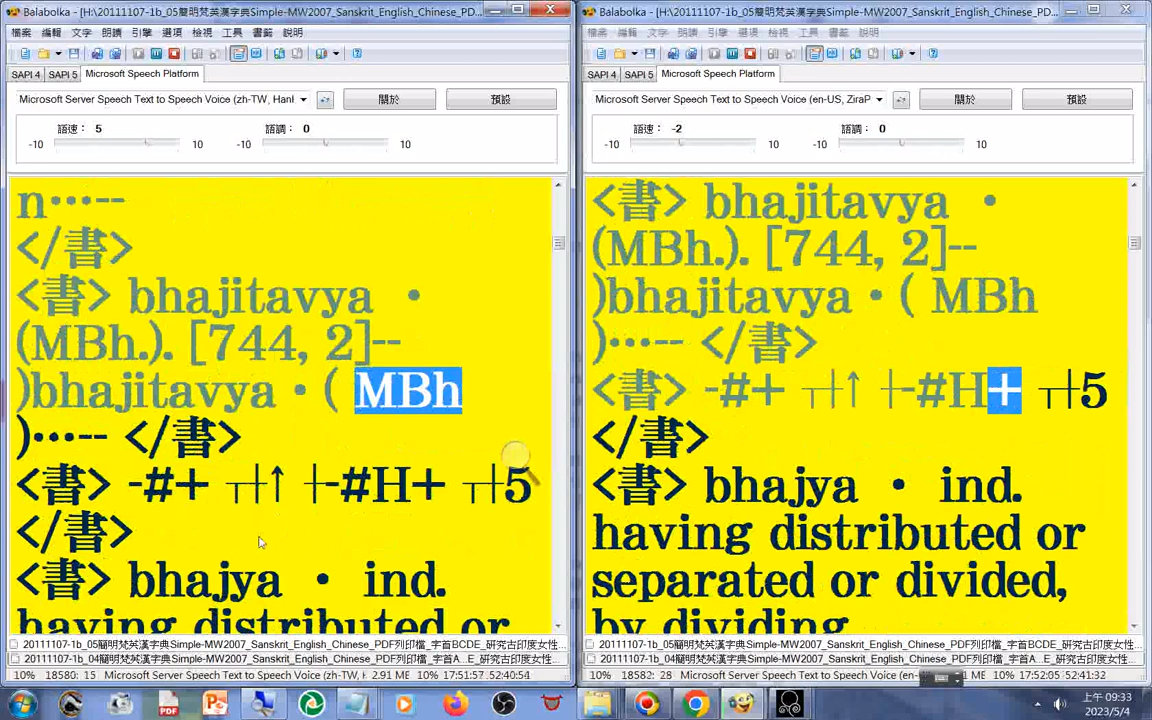 Balabolka - [H:\20111107-1b_05簡明梵英漢字典Simple-MW2007_Sanskrit_English_Chinese_PD...
檔案 編輯 文字 朗讀 引擎 選項 檢視 工具 書籤 說明
SAPI 4 SAPI 5 Microsoft Speech Platform
Microsoft Server Speech Text to Speech Voice (zh-TW, Hanl
關於 預設
語速： 5 語調： 0
-10 10 -10 10
n…--
</書>
<書> bhajitavya •
(MBh.). [744, 2]--
)bhajitavya • ( MBh
)…-- </書>
<書> -#+ ┬┤↑ ├-#H+ ┬┤5
</書>
<書> bhajya • ind.
having distributed or
20111107-1b_05簡明梵英漢字典Simple-MW2007_Sanskrit_English_Chinese_PDF列印檔_字首BCDE_研究古印度女性...
20111107-1b_04簡明梵英漢字典Simple-MW2007_Sanskrit_English_Chinese_PDF列印檔_字首A...E_研究古印度女性...
10% 18580: 15 Microsoft Server Speech Text to Speech Voice (zh-TW, 2.91 ME 10% 17:51:57 52:40:54
Balabolka - [H:\20111107-1b_05簡明梵英漢字典Simple-MW2007_Sanskrit_English_Chinese_PD...
檔案 編輯 文字 朗讀 引擎 選項 檢視 工具 書籤 說明
SAPI 4 SAPI 5 Microsoft Speech Platform
Microsoft Server Speech Text to Speech Voice (en-US, ZiraP
關於 預設
語速： -2 語調： 0
-10 10 -10 10
<書> bhajitavya •
(MBh.). [744, 2]--
)bhajitavya • ( MBh
)…-- </書>
<書> -#+ ┬┤↑ ├-#H+ ┬┤5
</書>
<書> bhajya • ind.
having distributed or
separated or divided,
by dividing
20111107-1b_05簡明梵英漢字典Simple-MW2007_Sanskrit_English_Chinese_PDF列印檔_字首BCDE_研究古印度女性...
20111107-1b_04簡明梵英漢字典Simple-MW2007_Sanskrit_English_Chinese_PDF列印檔_字首A...E_研究古印度女性...
10% 18582: 28 Microsoft Server Speech Text to Speech Voice (en-U ME 10% 17:52:05 52:41:32
PDF
上午 09:33
2023/5/4